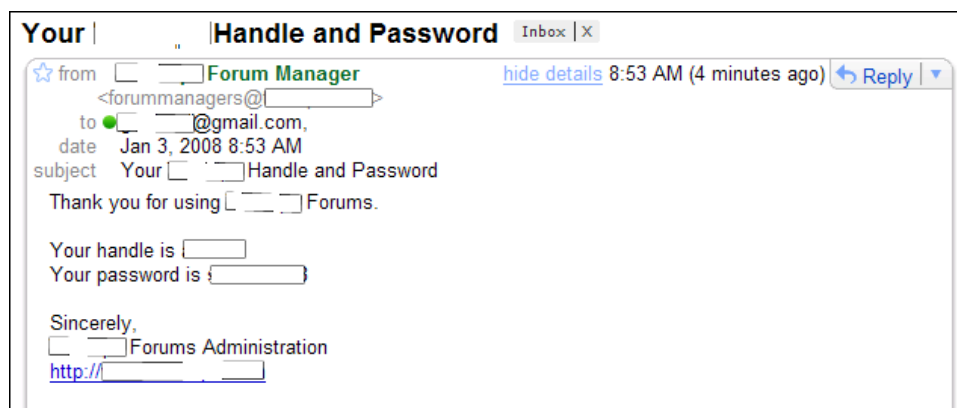 Your Handle and Password Inbox | X
from Forum Manager hide details 8:53 AM (4 minutes ago) Reply
<forummanagers@ >
to @gmail.com,
date Jan 3, 2008 8:53 AM
subject Your Handle and Password
Thank you for using Forums.
Your handle is
Your password is
Sincerely,
Forums Administration
http://